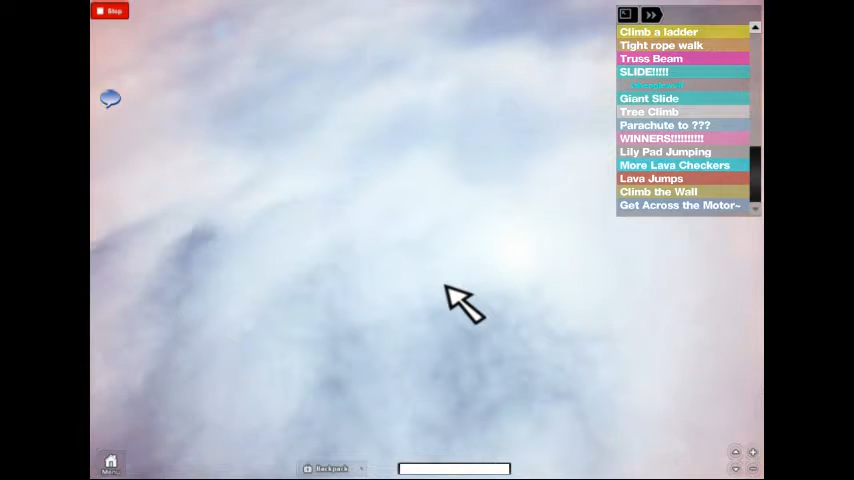 Stop
Climb a ladder
Tight rope walk
Truss Beam
SLIDE!!!!!
Giant Slide
Tree Climb
Parachute to ???
WINNERS!!!!!!!!!!
Lily Pad Jumping
More Lava Checkers
Lava Jumps
Climb the Wall
Get Across the Motor~
Menu
Backpack